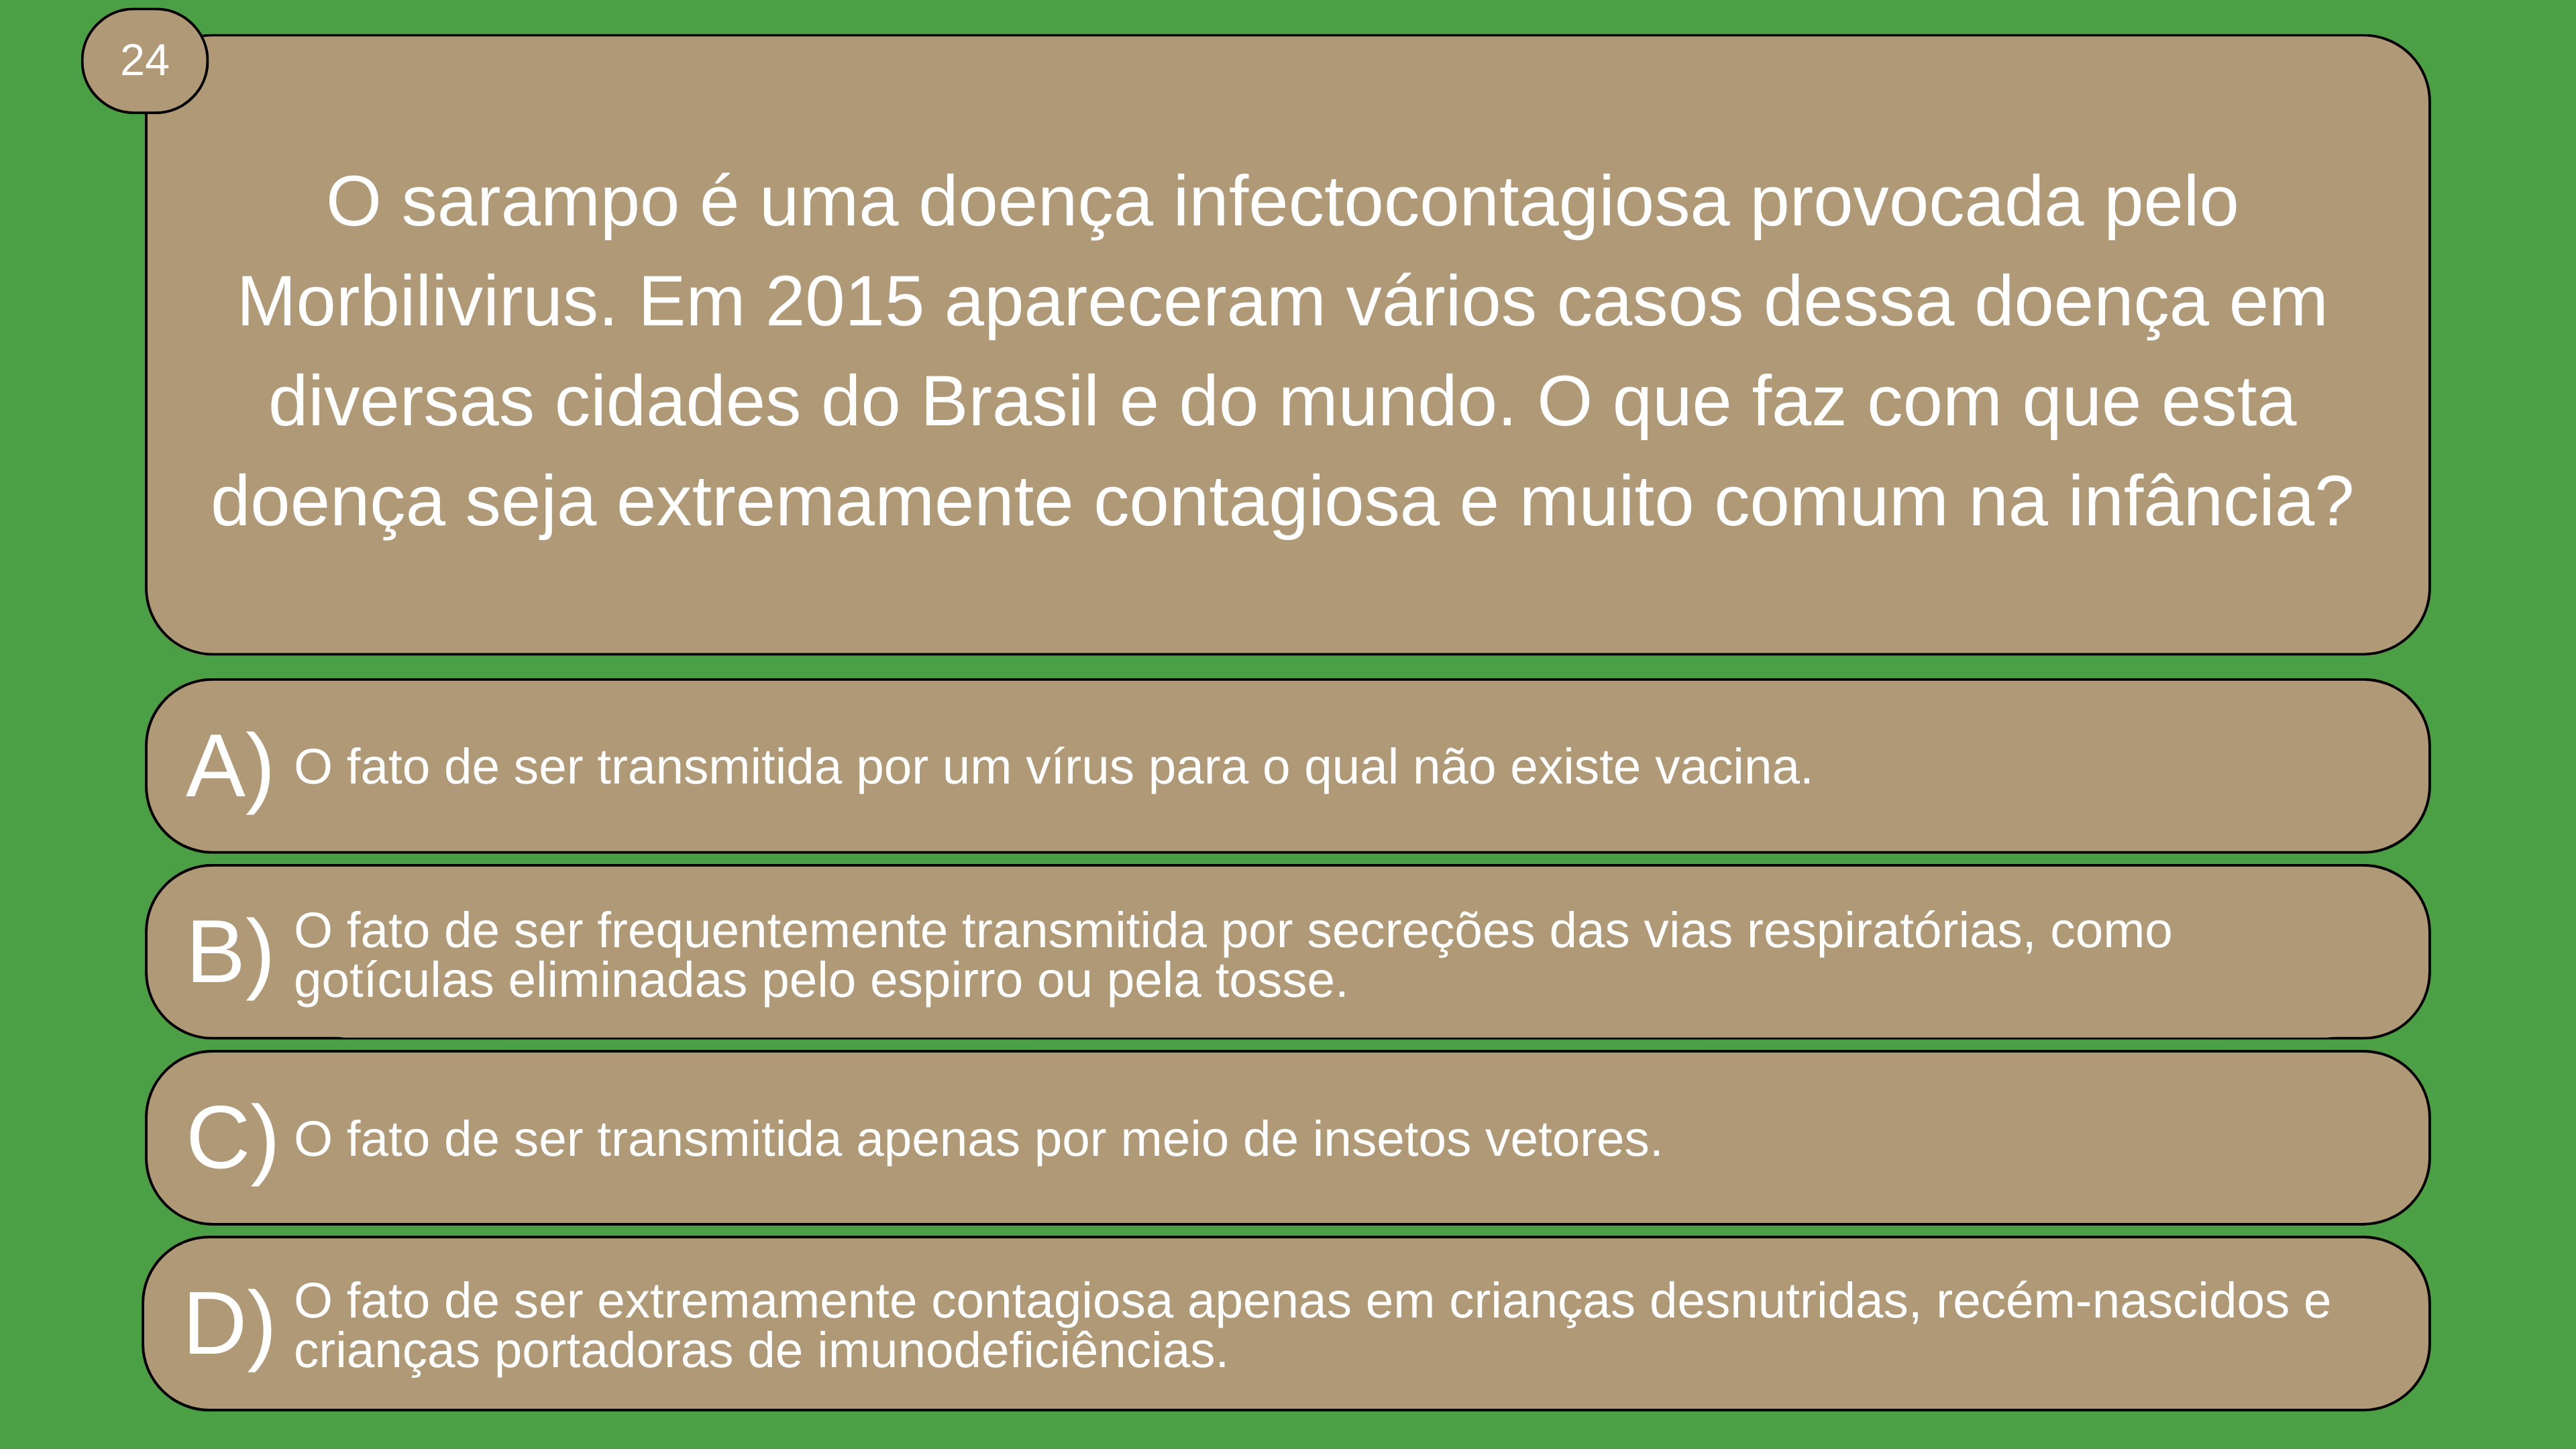 24
O sarampo é uma doença infectocontagiosa provocada pelo
Morbilivirus. Em 2015 apareceram vários casos dessa doença em
diversas cidades do Brasil e do mundo. O que faz com que esta
doença seja extremamente contagiosa e muito comum na infância?
A) O fato de ser transmitida por um vírus para o qual não existe vacina.
B) O fato de ser frequentemente transmitida por secreções das vias respiratórias, como
gotículas eliminadas pelo espirro ou pela tosse.
C) O fato de ser transmitida apenas por meio de insetos vetores.
D) O fato de ser extremamente contagiosa apenas em crianças desnutridas, recém-nascidos e
crianças portadoras de imunodeficiências.